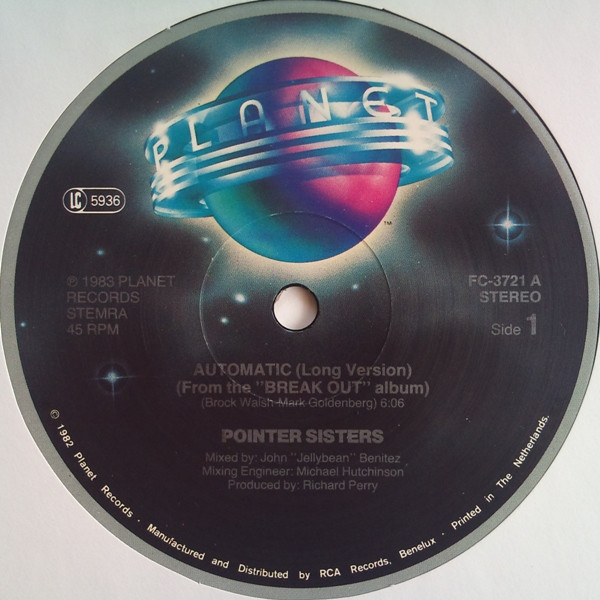 PLANET
TM
LC 5936
℗ 1983 PLANET
RECORDS
STEMRA
45 RPM
FC-3721 A
STEREO
Side 1
AUTOMATIC (Long Version)
(From the "BREAK OUT" album)
(Brock Walsh-Mark Goldenberg) 6:06
POINTER SISTERS
Mixed by: John "Jellybean" Benitez
Mixing Engineer: Michael Hutchinson
Produced by: Richard Perry
© 1982 Planet Records · Manufactured and Distributed by RCA Records, Benelux · Printed in The Netherlands.